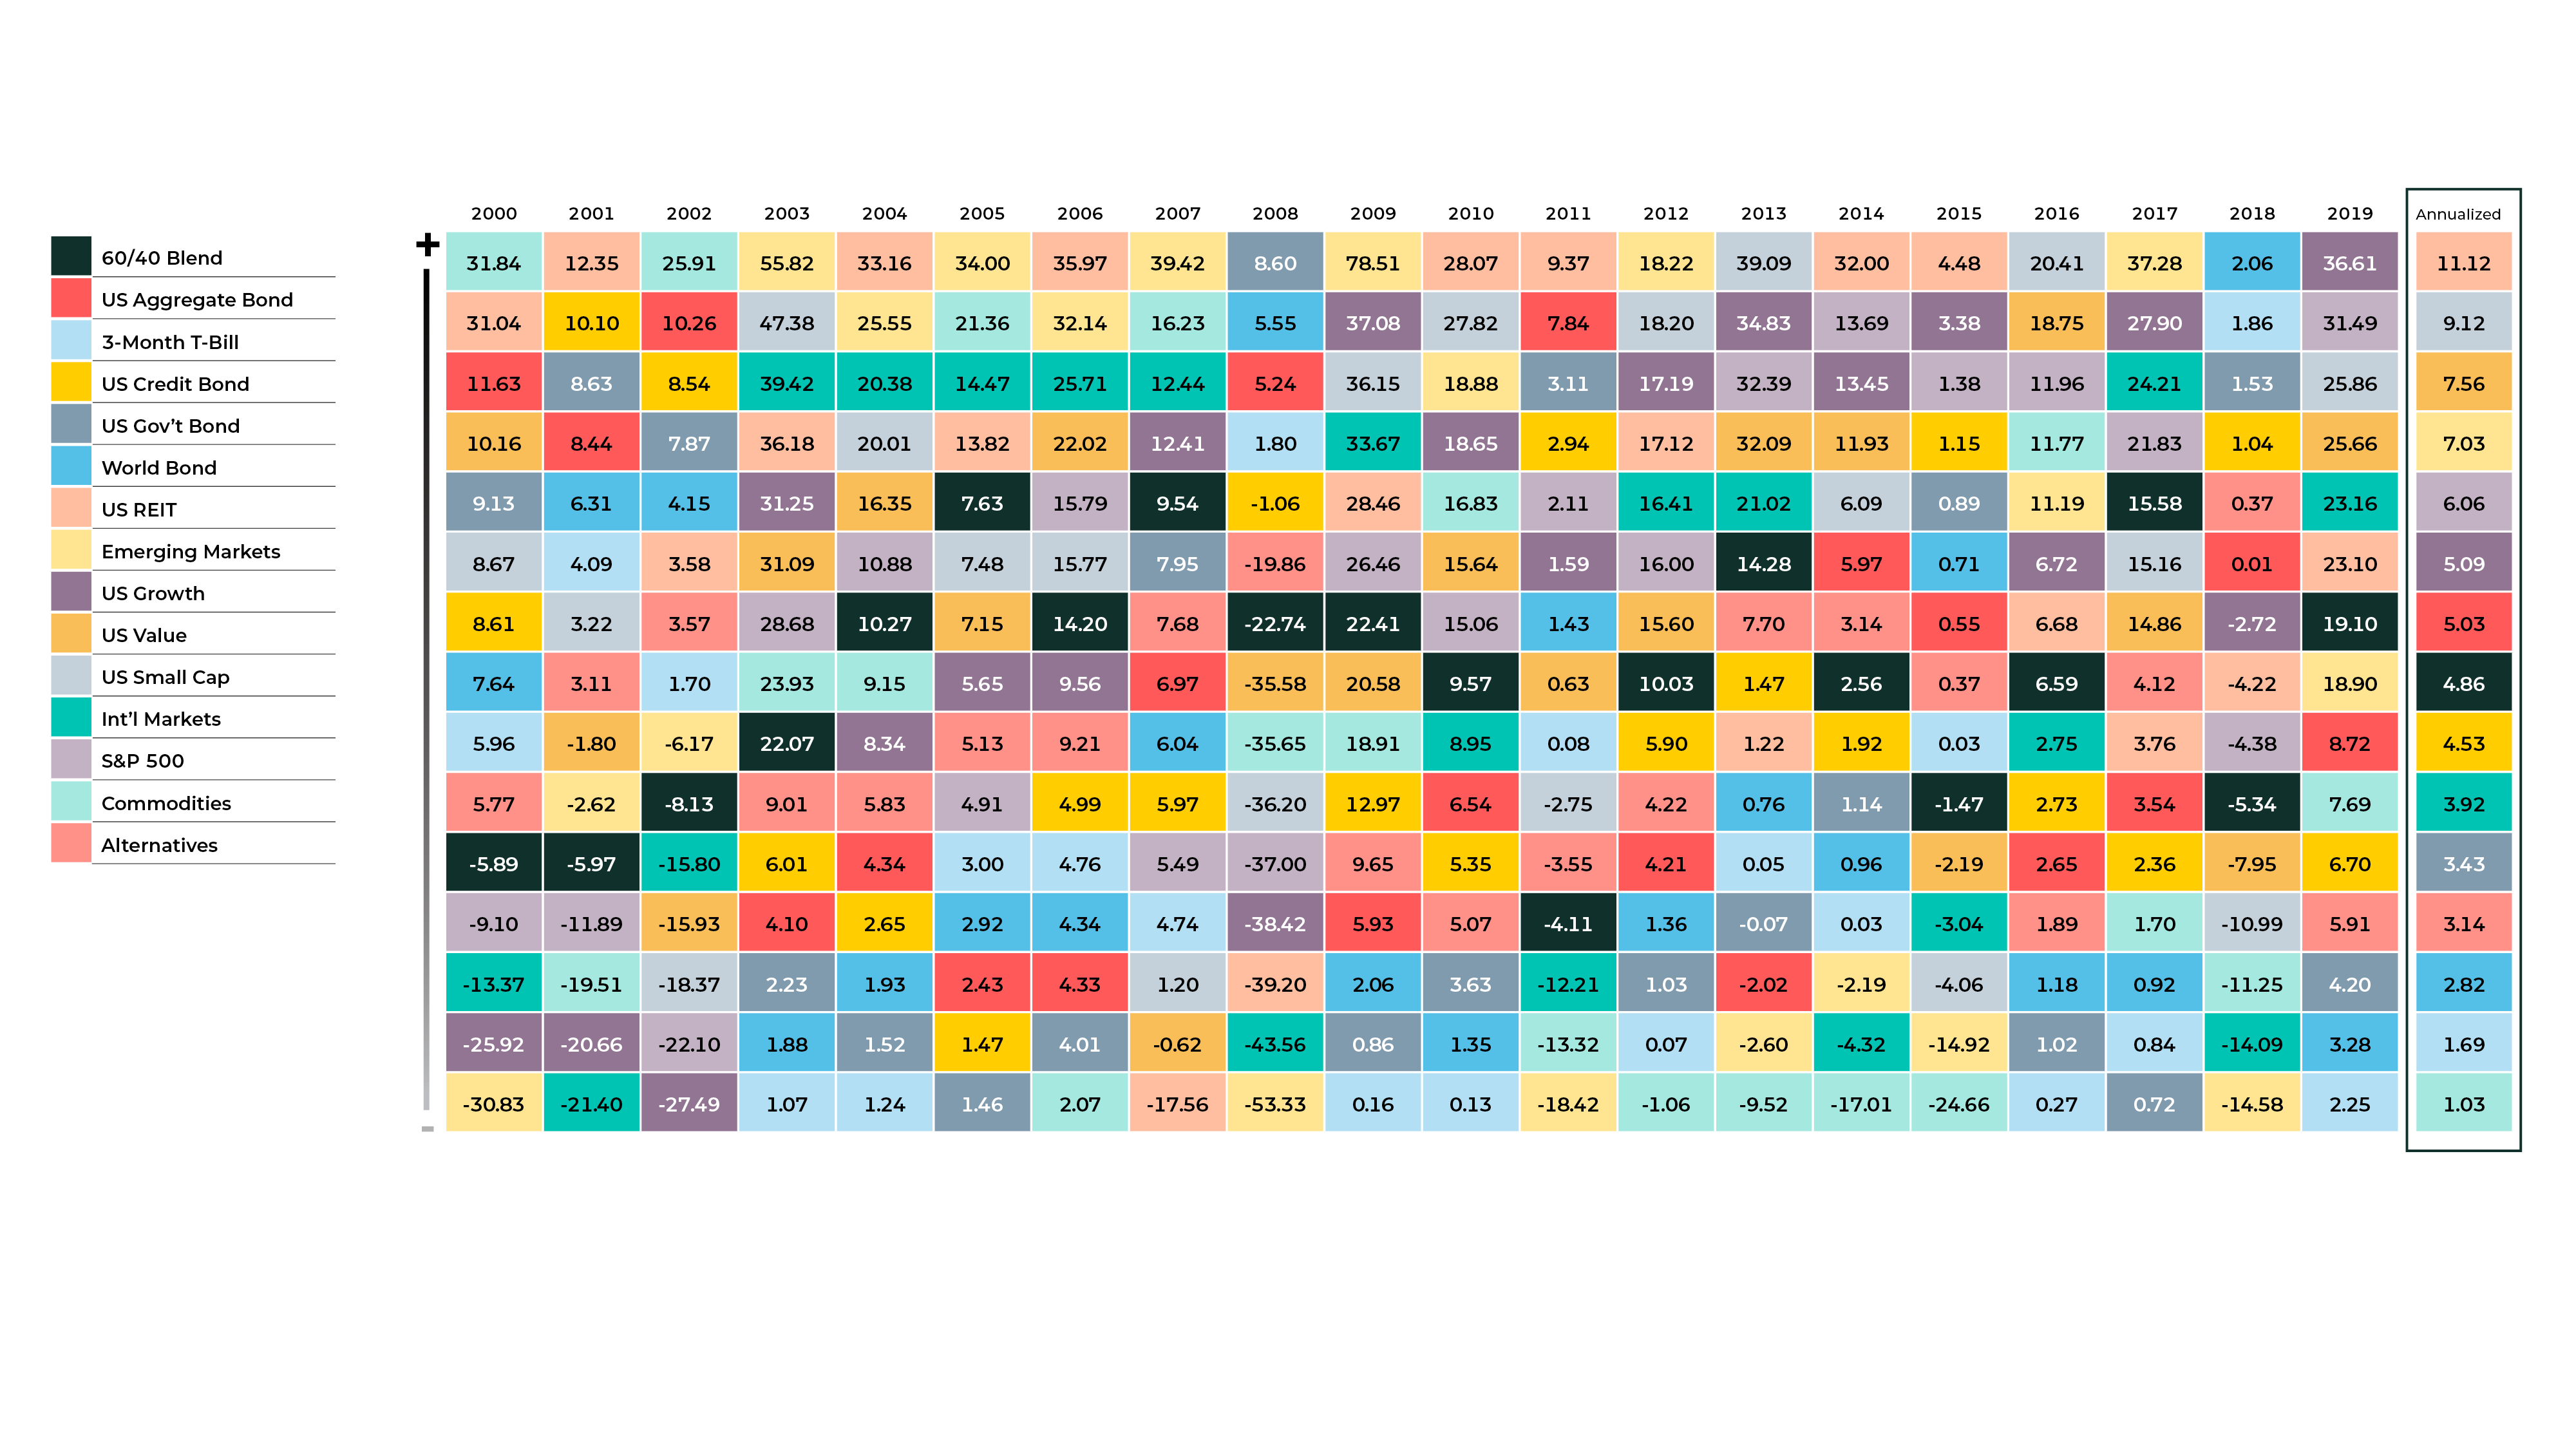 60/40 Blend
US Aggregate Bond
3-Month T-Bill
US Credit Bond
US Gov’t Bond
World Bond
US REIT
Emerging Markets
US Growth
US Value
US Small Cap
Int’l Markets
S&P 500
Commodities
Alternatives
+
-
2000 2001 2002 2003 2004 2005 2006 2007 2008 2009 2010 2011 2012 2013 2014 2015 2016 2017 2018 2019 Annualized
31.84 12.35 25.91 55.82 33.16 34.00 35.97 39.42 8.60 78.51 28.07 9.37 18.22 39.09 32.00 4.48 20.41 37.28 2.06 36.61 11.12
31.04 10.10 10.26 47.38 25.55 21.36 32.14 16.23 5.55 37.08 27.82 7.84 18.20 34.83 13.69 3.38 18.75 27.90 1.86 31.49 9.12
11.63 8.63 8.54 39.42 20.38 14.47 25.71 12.44 5.24 36.15 18.88 3.11 17.19 32.39 13.45 1.38 11.96 24.21 1.53 25.86 7.56
10.16 8.44 7.87 36.18 20.01 13.82 22.02 12.41 1.80 33.67 18.65 2.94 17.12 32.09 11.93 1.15 11.77 21.83 1.04 25.66 7.03
9.13 6.31 4.15 31.25 16.35 7.63 15.79 9.54 -1.06 28.46 16.83 2.11 16.41 21.02 6.09 0.89 11.19 15.58 0.37 23.16 6.06
8.67 4.09 3.58 31.09 10.88 7.48 15.77 7.95 -19.86 26.46 15.64 1.59 16.00 14.28 5.97 0.71 6.72 15.16 0.01 23.10 5.09
8.61 3.22 3.57 28.68 10.27 7.15 14.20 7.68 -22.74 22.41 15.06 1.43 15.60 7.70 3.14 0.55 6.68 14.86 -2.72 19.10 5.03
7.64 3.11 1.70 23.93 9.15 5.65 9.56 6.97 -35.58 20.58 9.57 0.63 10.03 1.47 2.56 0.37 6.59 4.12 -4.22 18.90 4.86
5.96 -1.80 -6.17 22.07 8.34 5.13 9.21 6.04 -35.65 18.91 8.95 0.08 5.90 1.22 1.92 0.03 2.75 3.76 -4.38 8.72 4.53
5.77 -2.62 -8.13 9.01 5.83 4.91 4.99 5.97 -36.20 12.97 6.54 -2.75 4.22 0.76 1.14 -1.47 2.73 3.54 -5.34 7.69 3.92
-5.89 -5.97 -15.80 6.01 4.34 3.00 4.76 5.49 -37.00 9.65 5.35 -3.55 4.21 0.05 0.96 -2.19 2.65 2.36 -7.95 6.70 3.43
-9.10 -11.89 -15.93 4.10 2.65 2.92 4.34 4.74 -38.42 5.93 5.07 -4.11 1.36 -0.07 0.03 -3.04 1.89 1.70 -10.99 5.91 3.14
-13.37 -19.51 -18.37 2.23 1.93 2.43 4.33 1.20 -39.20 2.06 3.63 -12.21 1.03 -2.02 -2.19 -4.06 1.18 0.92 -11.25 4.20 2.82
-25.92 -20.66 -22.10 1.88 1.52 1.47 4.01 -0.62 -43.56 0.86 1.35 -13.32 0.07 -2.60 -4.32 -14.92 1.02 0.84 -14.09 3.28 1.69
-30.83 -21.40 -27.49 1.07 1.24 1.46 2.07 -17.56 -53.33 0.16 0.13 -18.42 -1.06 -9.52 -17.01 -24.66 0.27 0.72 -14.58 2.25 1.03